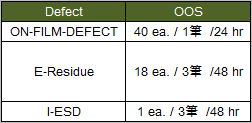 Defect OOS
ON-FILM-DEFECT 40 ea. / 1筆 /24 hr
E-Residue 18 ea. / 3筆 /48 hr
I-ESD 1 ea. / 3筆 /48 hr